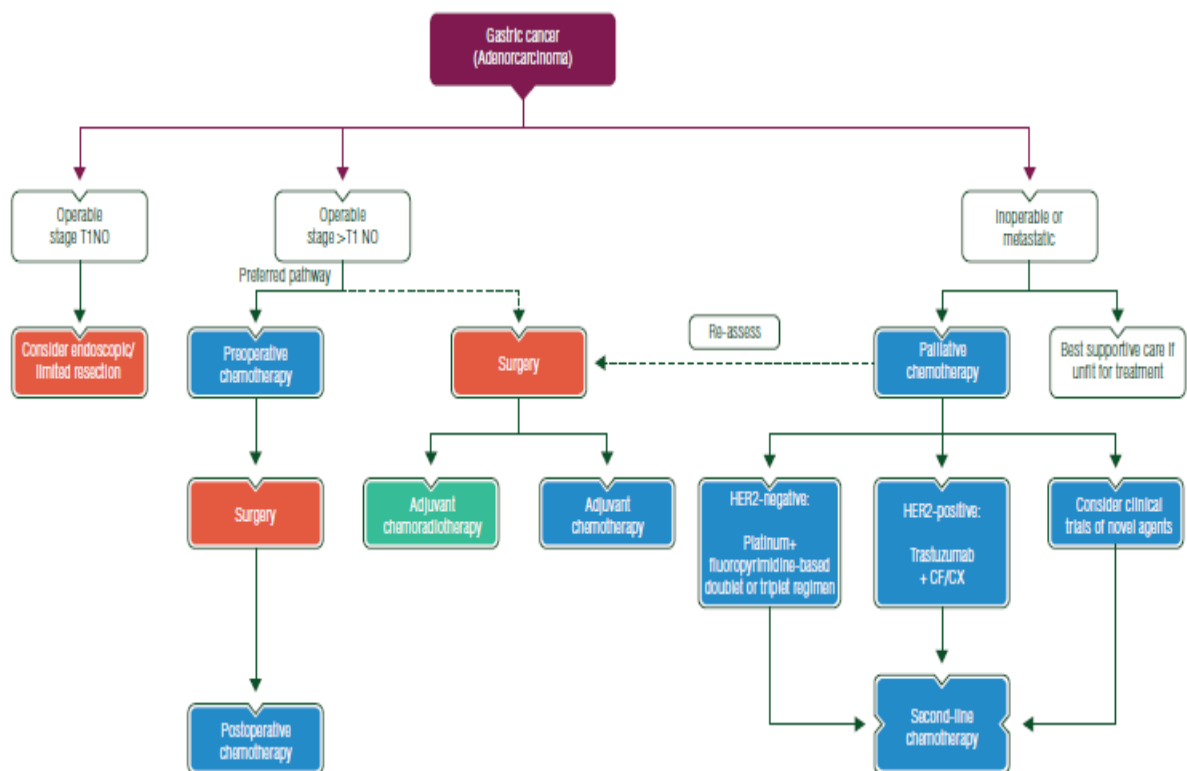 Gastric cancer
(Adenorcarcinoma)
Operable
stage T1N0
Operable
stage >T1 N0
Inoperable or
metastatic
Preferred pathway
Consider endoscopic/
limited resection
Preoperative
chemotherapy
Surgery
Re-assess
Palliative
chemotherapy
Best supportive care if
unfit for treatment
Surgery
Adjuvant
chemoradiotherapy
Adjuvant
chemotherapy
HER2-negative:
Platinum+
fluoropyrimidine-based
doublet or triplet regimen
HER2-positive:
Trastuzumab
+ CF/CX
Consider clinical
trials of novel agents
Postoperative
chemotherapy
Second-line
chemotherapy